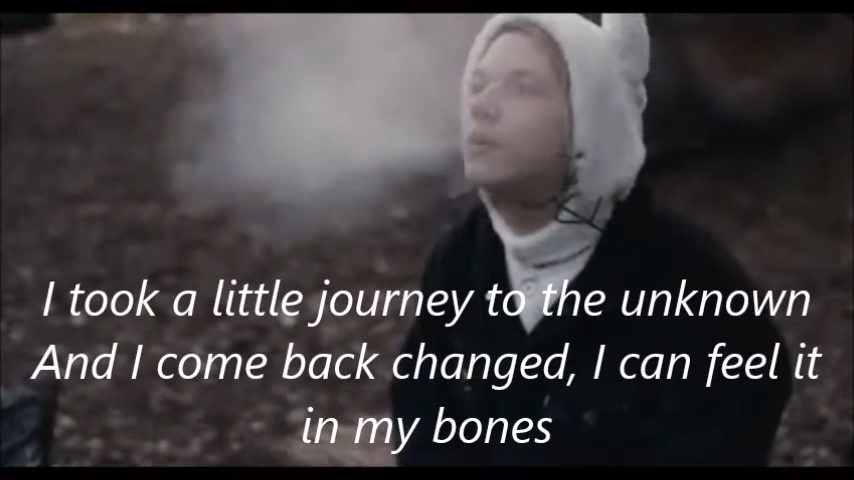 I took a little journey to the unknown
And I come back changed, I can feel it
in my bones